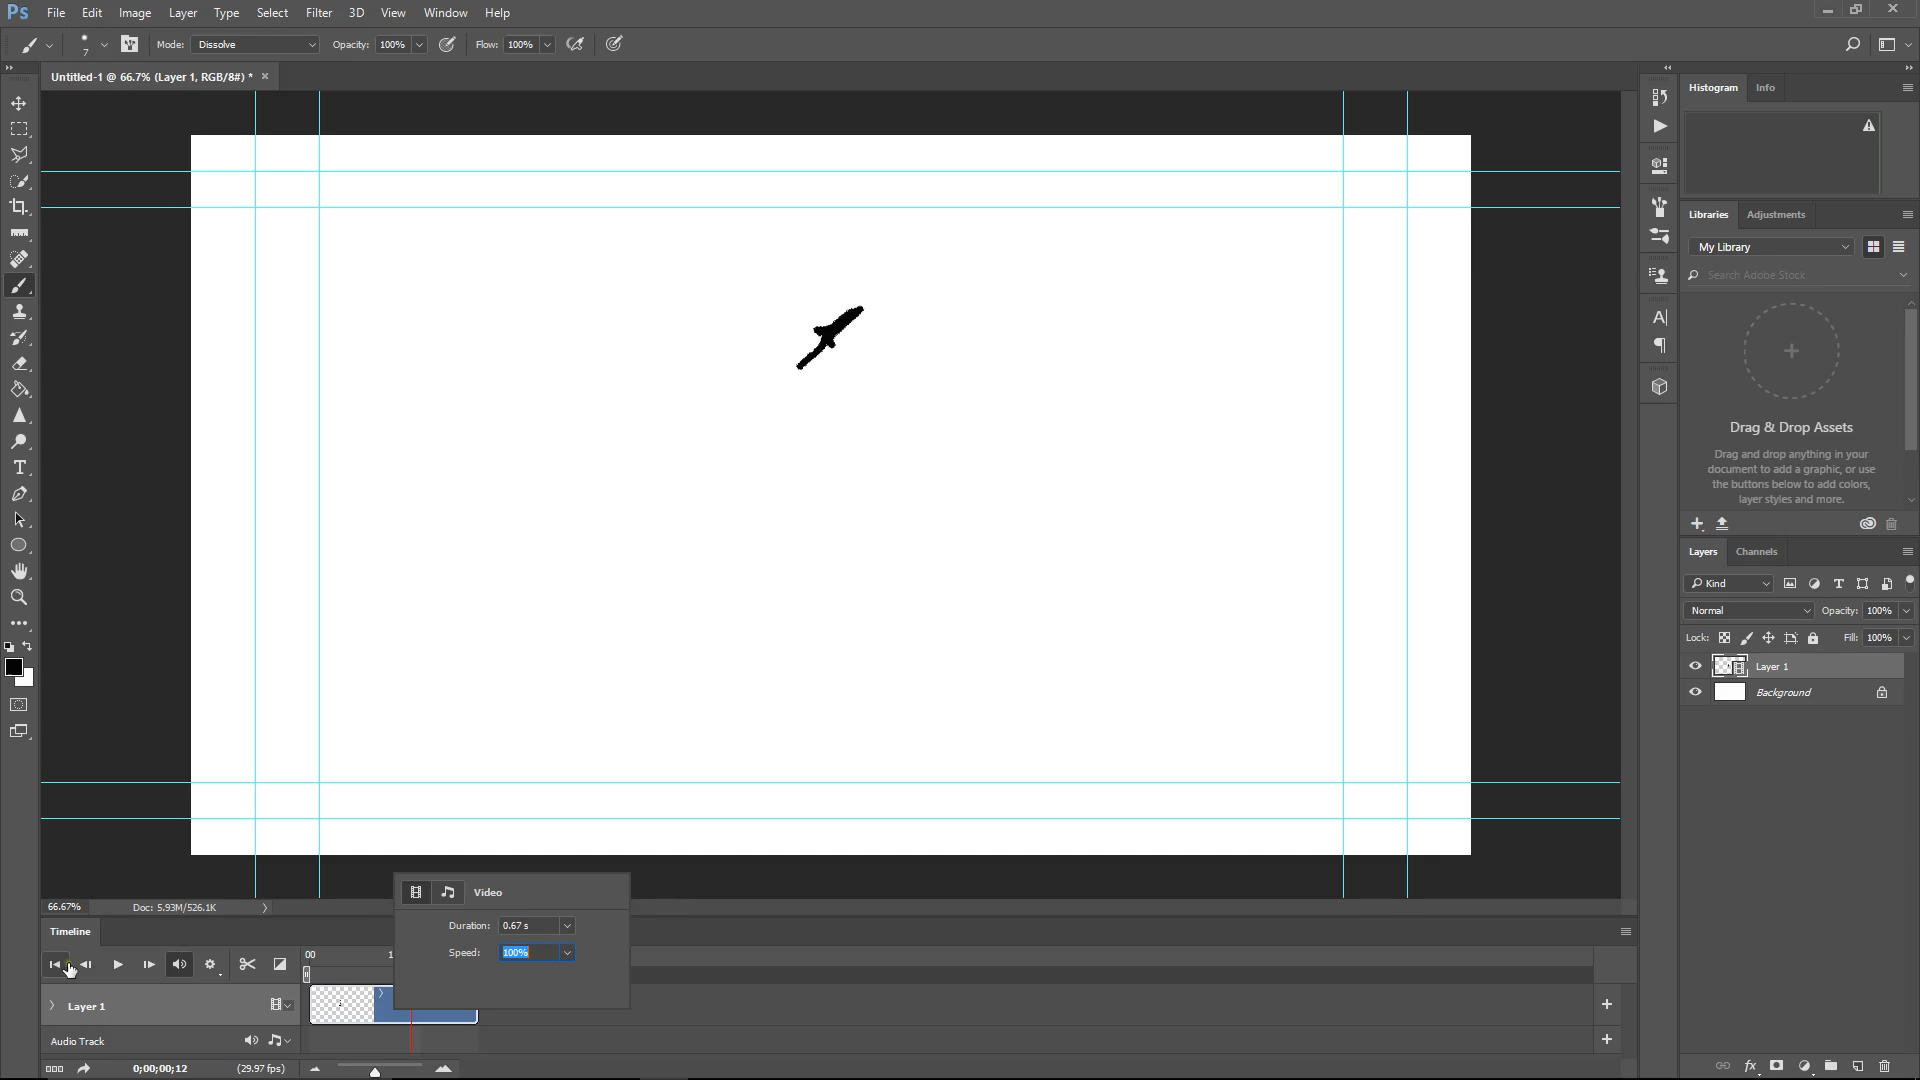 Ps File Edit Image Layer Type Select Filter 3D View Window Help
7 Mode: Dissolve Opacity: 100% Flow: 100%
Untitled-1 @ 66.7% (Layer 1, RGB/8#) * ×
Histogram Info
Libraries Adjustments
My Library
Search Adobe Stock
Drag & Drop Assets
Drag and drop anything in your
document to add a graphic, or use
the buttons below to add colors,
layer styles and more.
Layers Channels
Kind
Normal Opacity: 100%
Lock: Fill: 100%
Layer 1
Background
66.67% Doc: 5.93M/526.1K
Video
Duration: 0.67 s
Speed: 100%
Timeline
00 1
Layer 1
Audio Track
0;00;00;12 (29.97 fps)